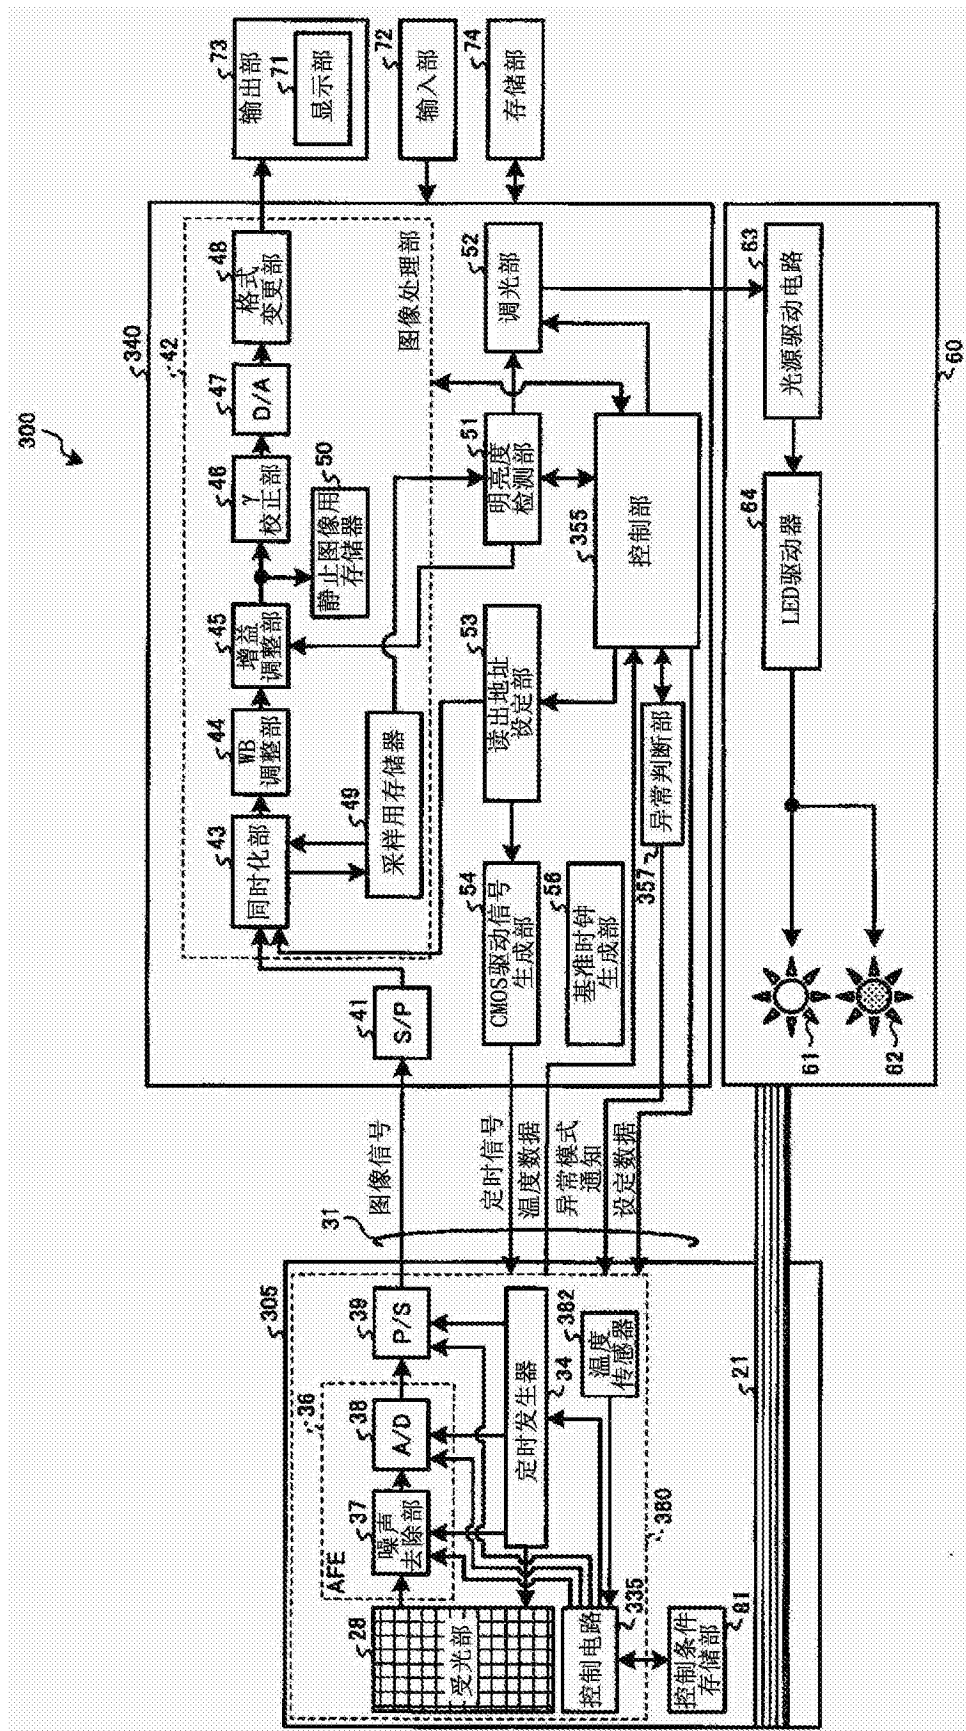 300
340
42
图像处理部
73
输出部
71
显示部
72
输入部
74
存储部
43
同时化部
44
WB
调整部
45
增益
调整部
46
γ
校正部
47
D/A
48
格式
变更部
49
采样用存储器
50
静止图像用
存储器
41
S/P
51
明亮度
检测部
52
调光部
53
读出地址
设定部
54
CMOS驱动信号
生成部
56
基准时钟
生成部
355
控制部
357
异常判断部
60
63
光源驱动电路
64
LED驱动器
61
62
31
图像信号
定时信号
温度数据
异常模式
通知
设定数据
305
36
AFE
28
受光部
37
噪声
去除部
38
A/D
39
P/S
34
定时发生器
382
温度
传感器
335
控制电路
380
81
控制条件
存储部
21